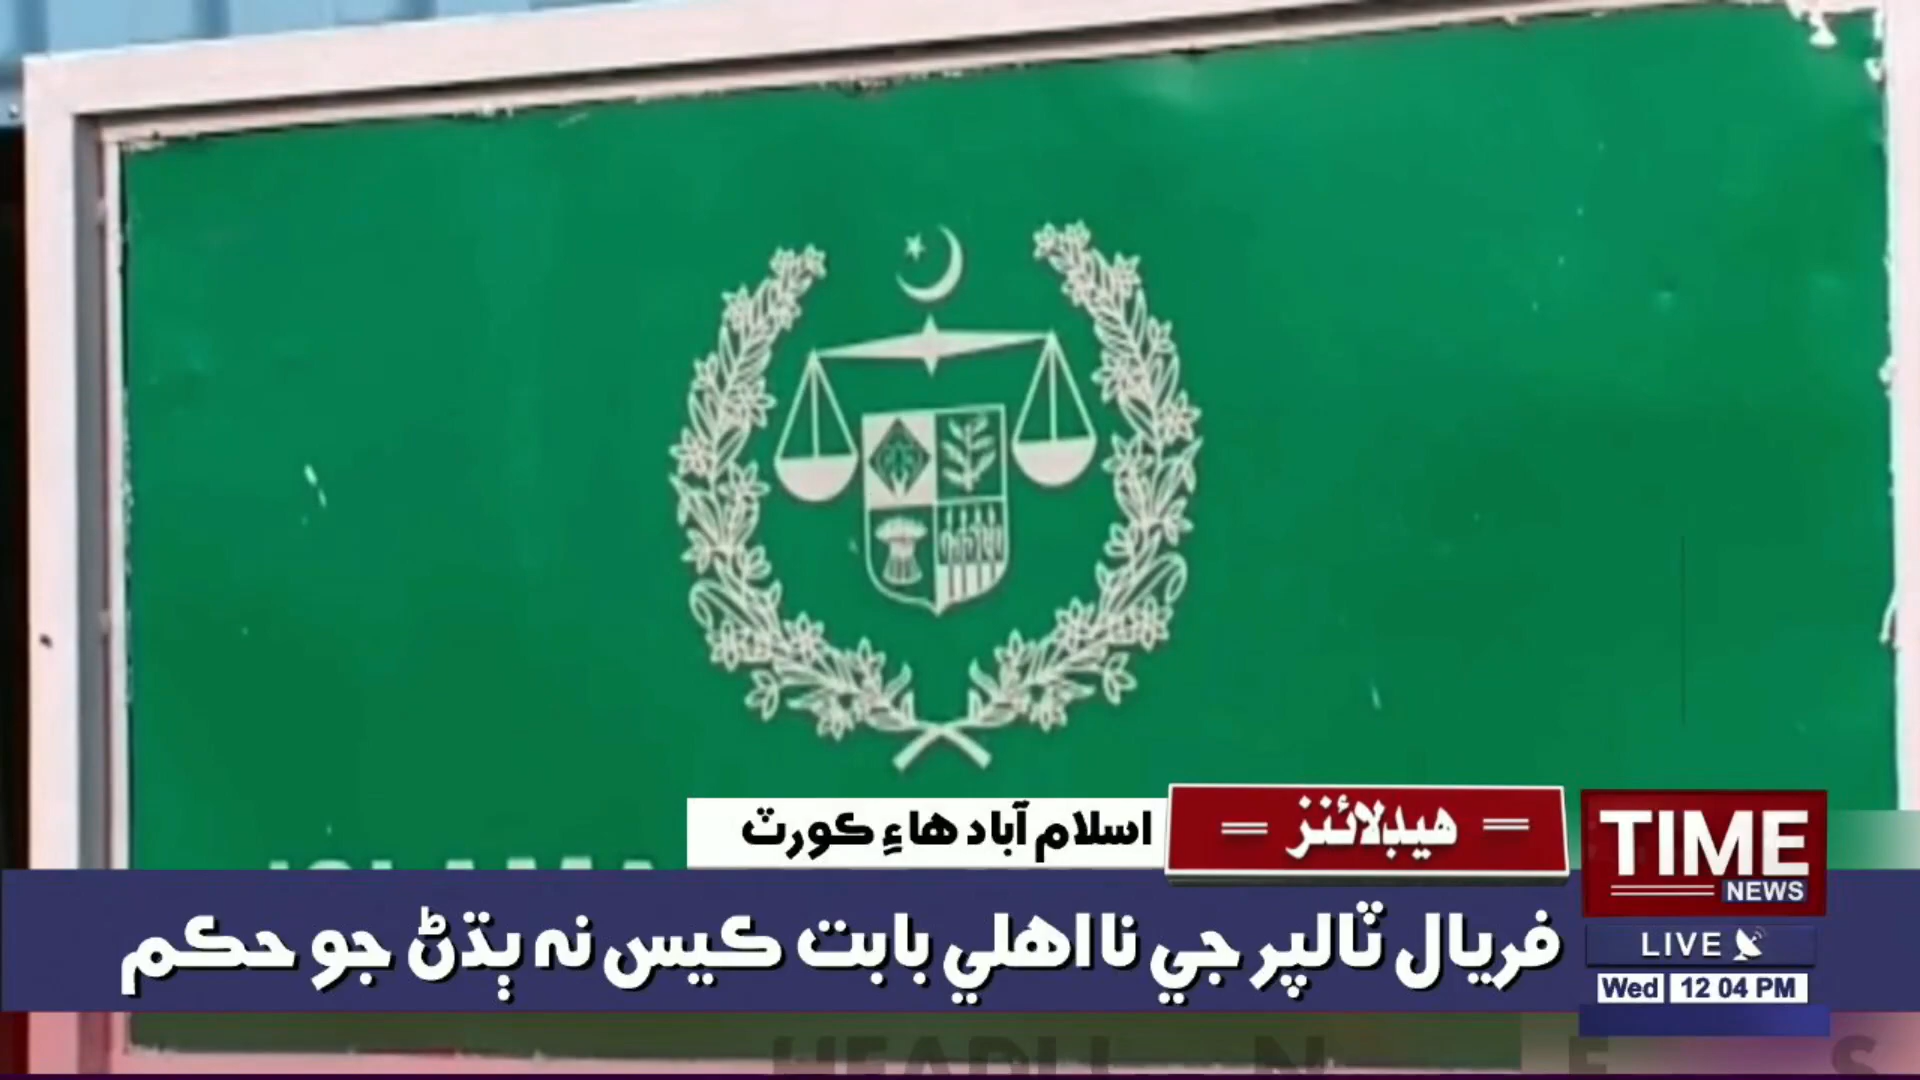 اسلام آباد هاءِ ڪورٽ
هيڊلائنز
TIME
NEWS
فريال ٽالپر جي نااهلي بابت ڪيس نه ٻڌڻ جو حڪم
LIVE
Wed 12 04 PM